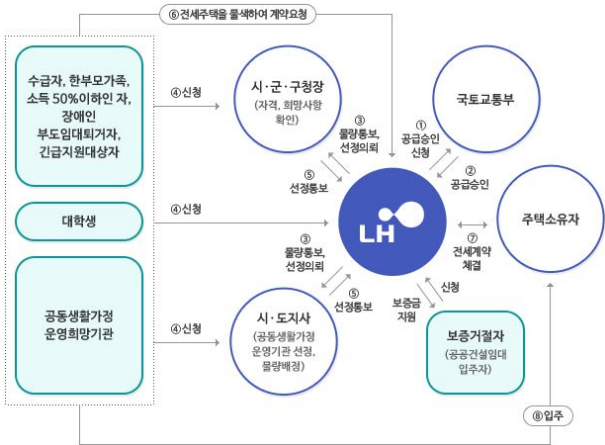 ⑥전세주택을 물색하여 계약요청
수급자, 한부모가족,
소득 50%이하인 자,
장애인
부도임대퇴거자,
긴급지원대상자
④신청
시·군·구청장
(자격, 희망사항
확인)
③
물량통보,
선정의뢰
⑤
선정통보
①
공급승인
신청
②
공급승인
국토교통부
대학생
④신청
LH
⑦
전세계약
체결
주택소유자
③
물량통보,
선정의뢰
⑤
선정통보
공동생활가정
운영희망기관
④신청
시·도지사
(공동생활가정
운영기관 선정,
물량배정)
신청
보증금
지원
보증거절자
(공공건설임대
입주자)
⑧입주